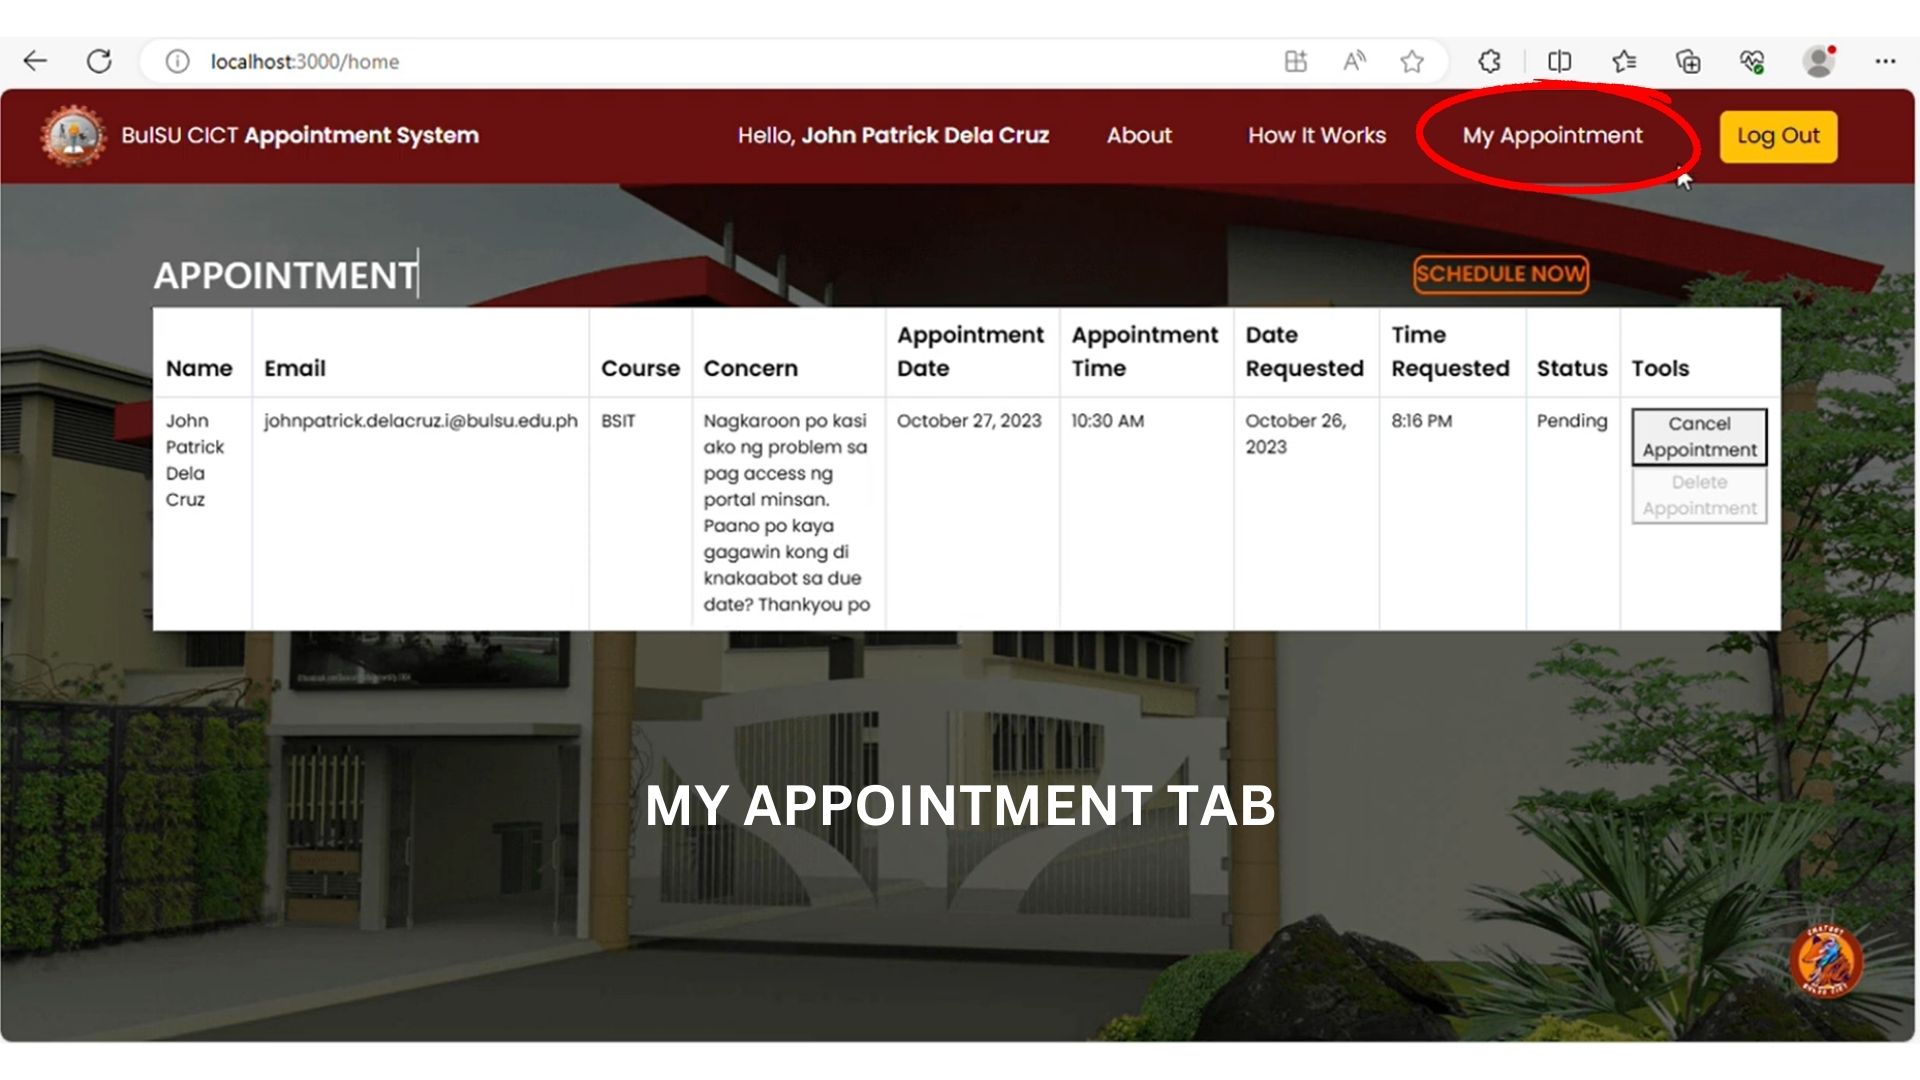 localhost:3000/home
BulSU CICT Appointment System
Hello, John Patrick Dela Cruz
About
How It Works
My Appointment
Log Out
APPOINTMENT
SCHEDULE NOW
Name
Email
Course
Concern
Appointment
Date
Appointment
Time
Date
Requested
Time
Requested
Status
Tools
John
Patrick
Dela
Cruz
johnpatrick.delacruz.i@bulsu.edu.ph
BSIT
Nagkaroon po kasi
ako ng problem sa
pag access ng
portal minsan.
Paano po kaya
gagawin kong di
knakaabot sa due
date? Thankyou po
October 27, 2023
10:30 AM
October 26,
2023
8:16 PM
Pending
Cancel
Appointment
Delete
Appointment
MY APPOINTMENT TAB